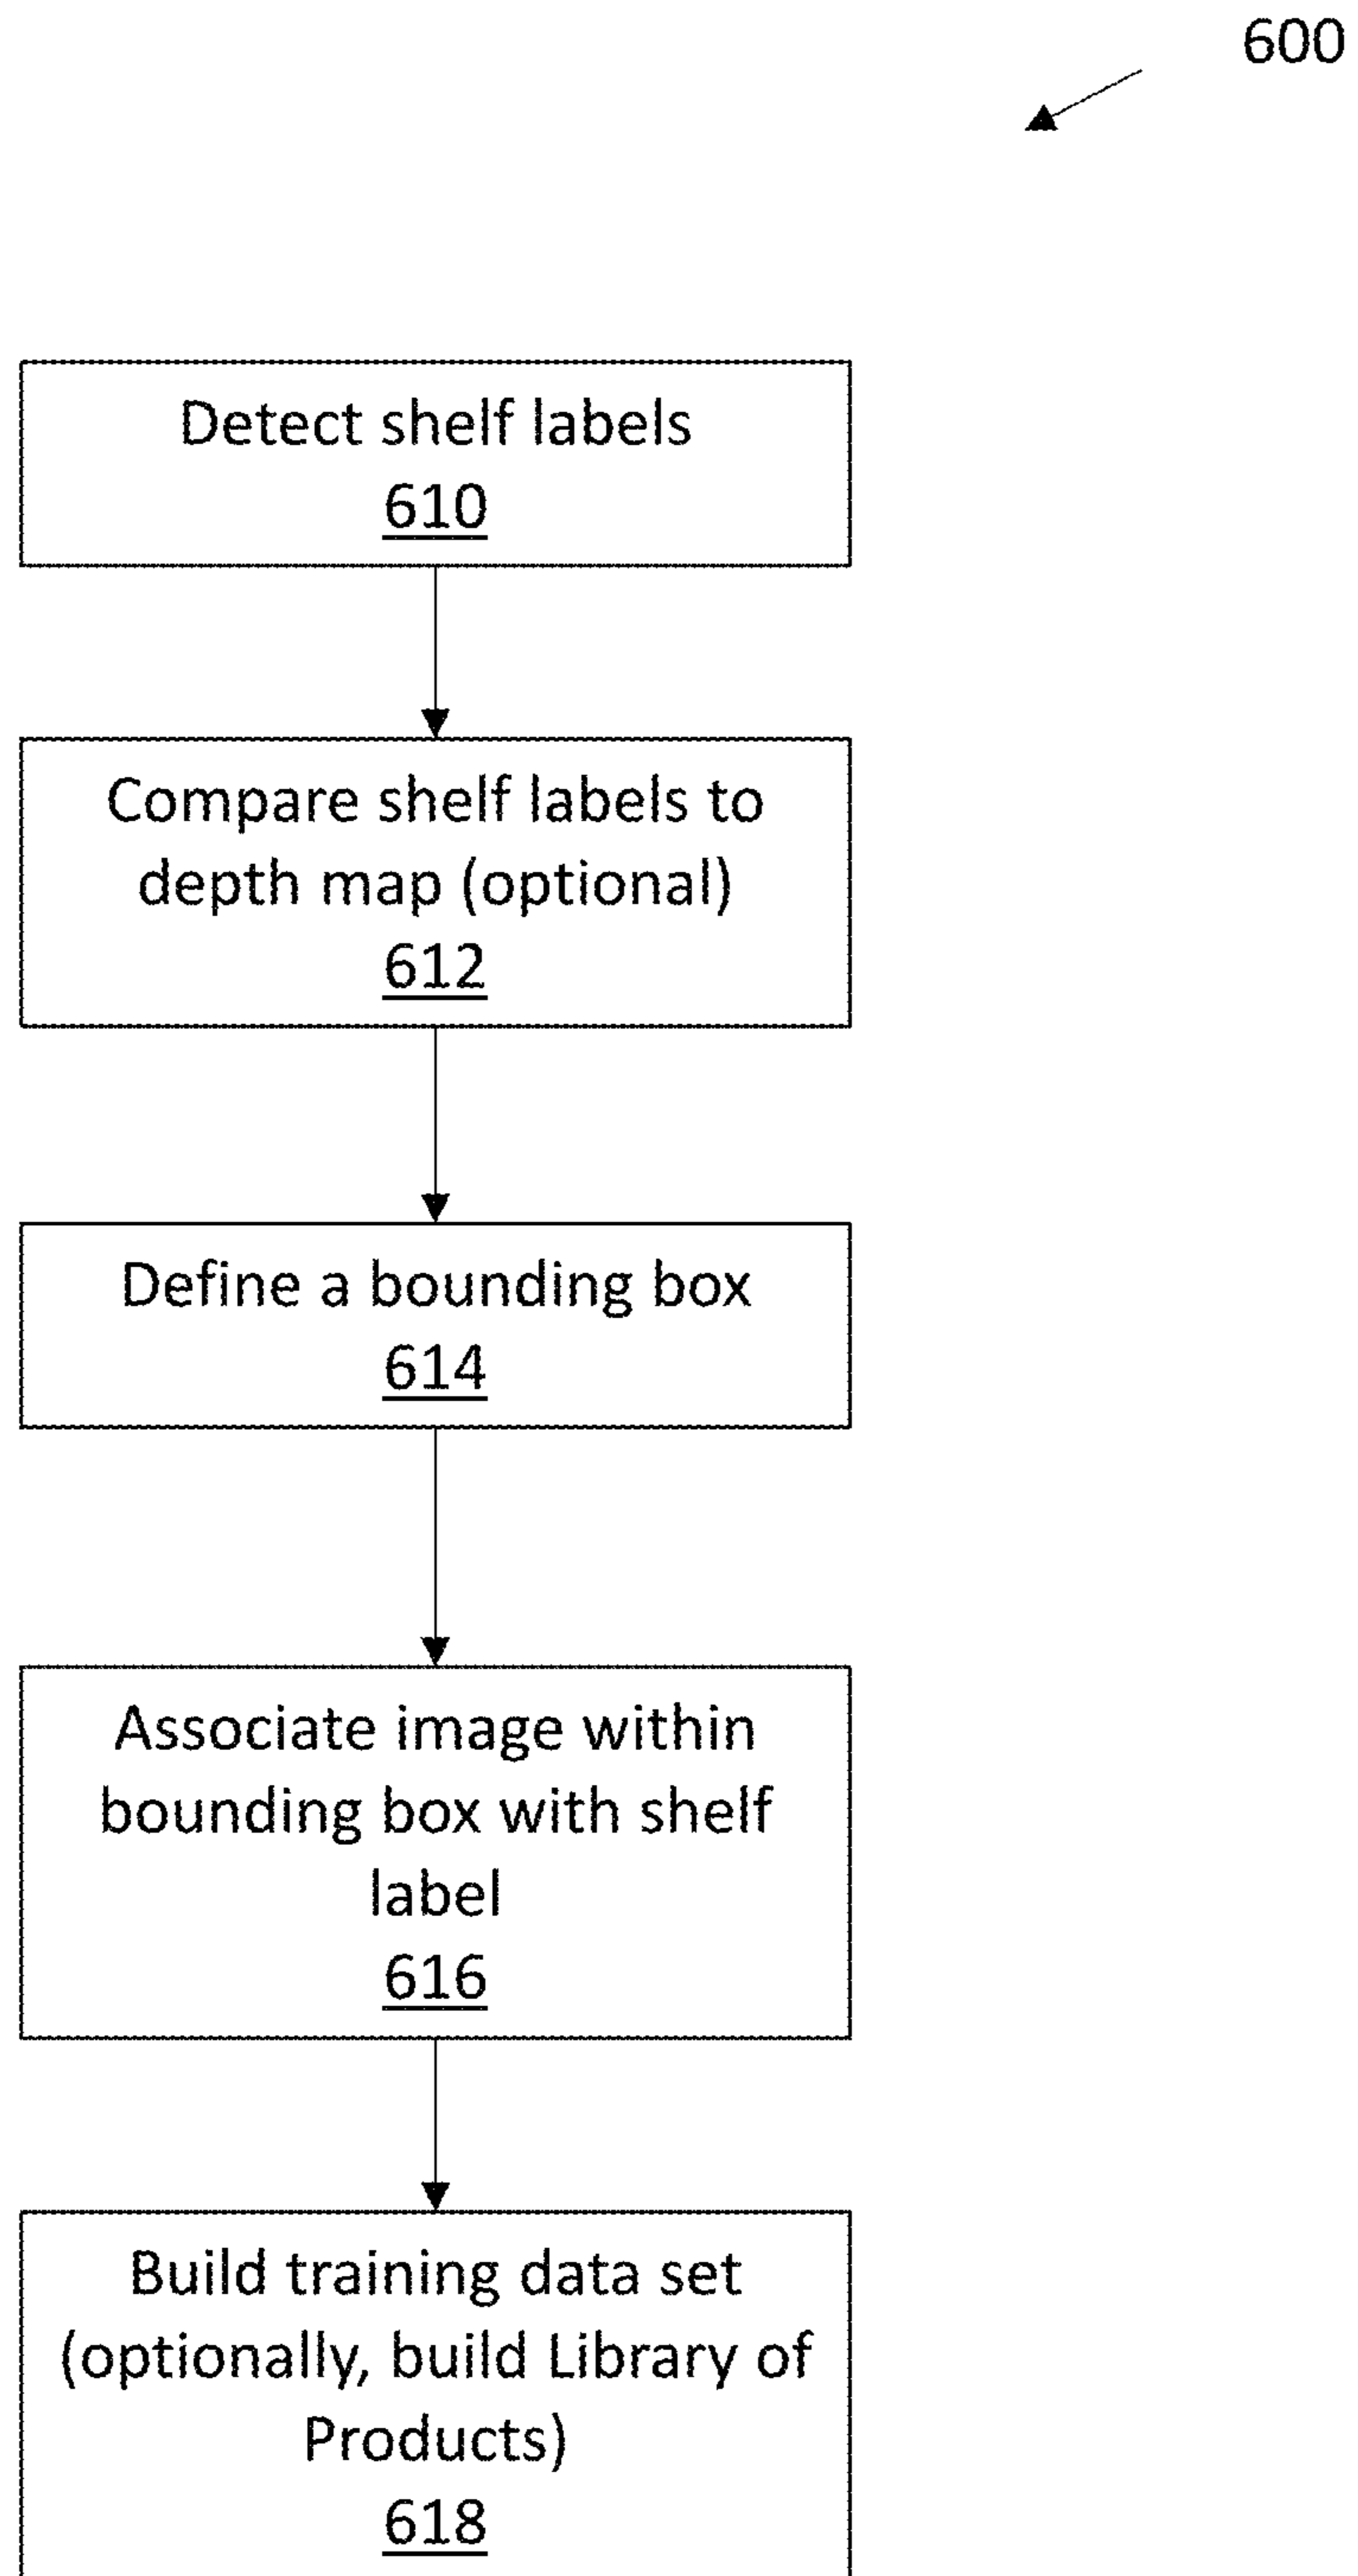 600
Detect shelf labels
610
Compare shelf labels to
depth map (optional)
612
Define a bounding box
614
Associate image within
bounding box with shelf
label
616
Build training data set
(optionally, build Library of
Products)
618